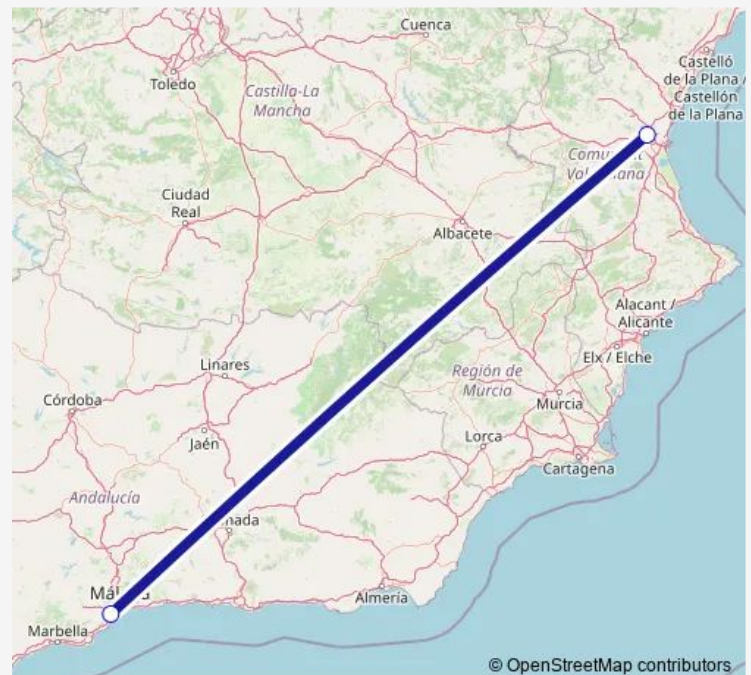 Cuenca
Castelló
de la Plana /
Castellón
de la Plana
Toledo
Castilla-La
Mancha
Ciudad
Real
Albacete
Alacant /
Alicante
Elx / Elche
Linares
Región de
Murcia
Murcia
Córdoba
Jaén
Lorca
Cartagena
Andalucía
Almería
Marbella
© OpenStreetMap contributors